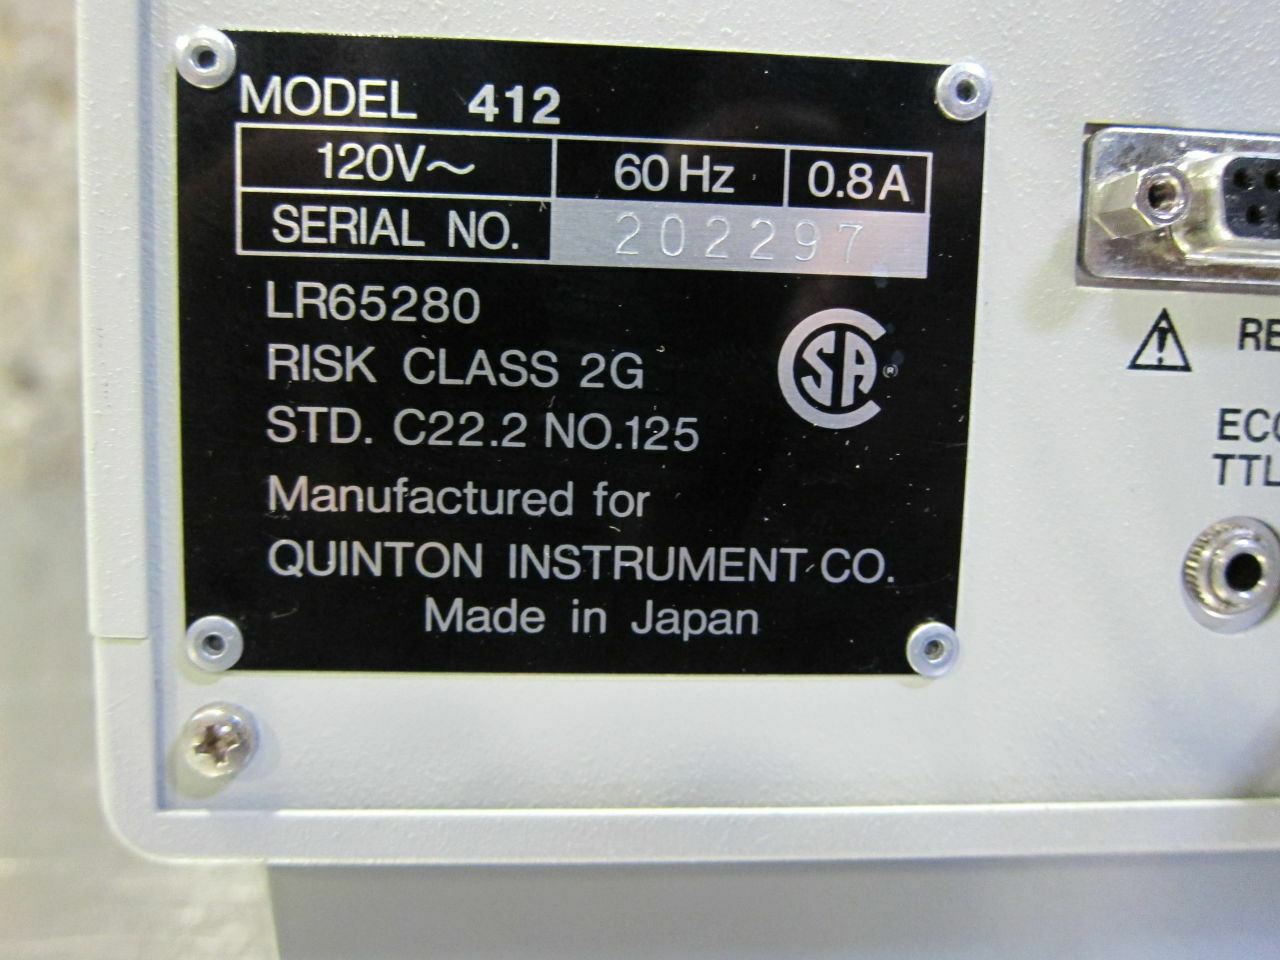 MODEL 412
120V~ 60 Hz 0.8 A
SERIAL NO. 202297
LR65280
RISK CLASS 2G
STD. C22.2 NO.125
Manufactured for
QUINTON INSTRUMENT CO.
Made in Japan
CSA ®
TTL